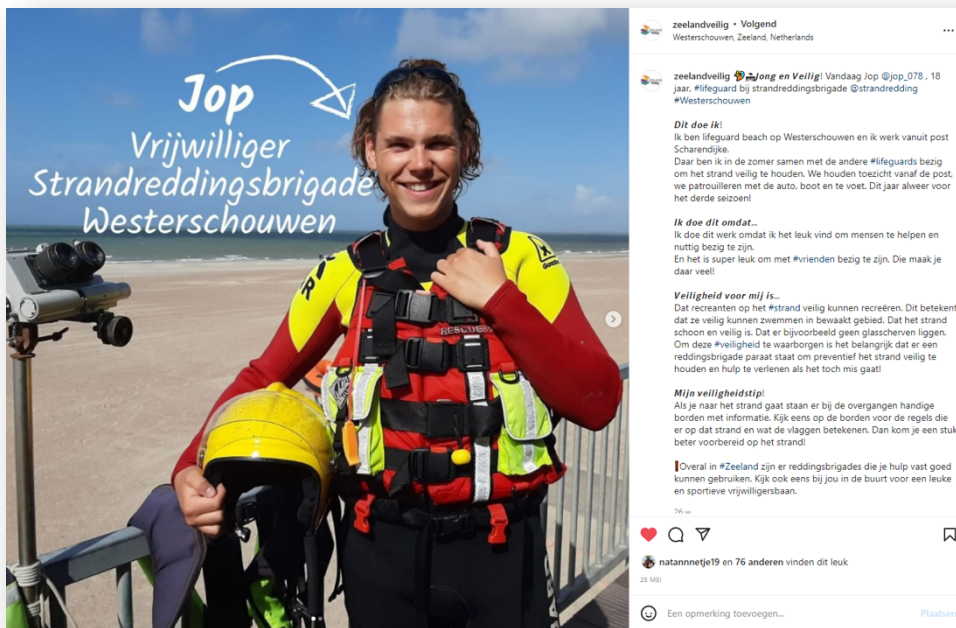 Jop
Vrijwilliger
Strandreddingsbrigade
Westerschouwen
RESCUE
zeelandveilig • Volgend
Westerschouwen, Zeeland, Netherlands
zeelandveilig Jong en Veilig! Vandaag Jop @jop_078 , 18
jaar, #lifeguard bij strandreddingsbrigade @strandredding
#Westerschouwen
Dit doe ik!
Ik ben lifeguard beach op Westerschouwen en ik werk vanuit post
Scharendijke.
Daar ben ik in de zomer samen met de andere #lifeguards bezig
om het strand veilig te houden. We houden toezicht vanaf de post,
we patrouilleren met de auto, boot en te voet. Dit jaar alweer voor
het derde seizoen!
Ik doe dit omdat...
Ik doe dit werk omdat ik het leuk vind om mensen te helpen en
nuttig bezig te zijn.
En het is super leuk om met #vrienden bezig te zijn. Die maak je
daar veel!
Veiligheid voor mij is...
Dat recreanten op het #strand veilig kunnen recreëren. Dit betekent
dat ze veilig kunnen zwemmen in bewaakt gebied. Dat het strand
schoon en veilig is. Dat er bijvoorbeeld geen glasscherven liggen.
Om deze #veiligheid te waarborgen is het belangrijk dat er een
reddingsbrigade paraat staat om preventief het strand veilig te
houden en hulp te verlenen als het toch mis gaat!
Mijn veiligheidstip!
Als je naar het strand gaat staan er bij de overgangen handige
borden met informatie. Kijk eens op de borden voor de regels die
er op dat strand en wat de vlaggen betekenen. Dan kom je een stuk
beter voorbereid op het strand!
Overal in #Zeeland zijn er reddingsbrigades die je hulp vast goed
kunnen gebruiken. Kijk ook eens bij jou in de buurt voor een leuke
en sportieve vrijwilligersbaan.
26 w
natannnetje19 en 76 anderen vinden dit leuk
25 MEI
Een opmerking toevoegen...
Plaatsen